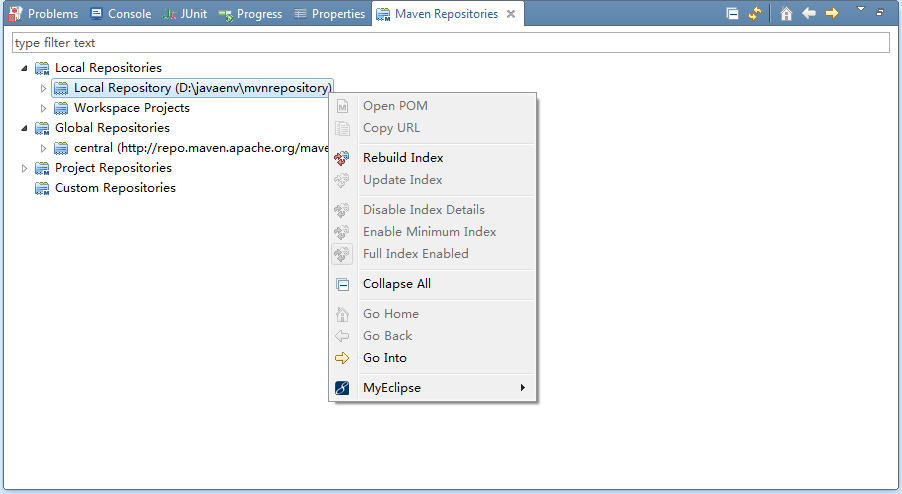 Problems Console JUnit Progress Properties Maven Repositories
type filter text
Local Repositories
Local Repository (D:\javaenv\mvnrepository)
Workspace Projects
Global Repositories
central (http://repo.maven.apache.org/mave
Project Repositories
Custom Repositories
Open POM
Copy URL
Rebuild Index
Update Index
Disable Index Details
Enable Minimum Index
Full Index Enabled
Collapse All
Go Home
Go Back
Go Into
MyEclipse